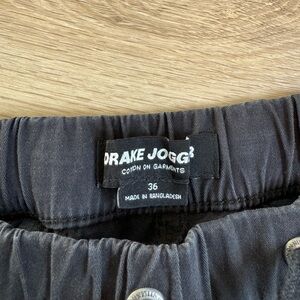 DRAKE JOGG
COTTON ON GARMENTS
36
MADE IN BANGLADESH